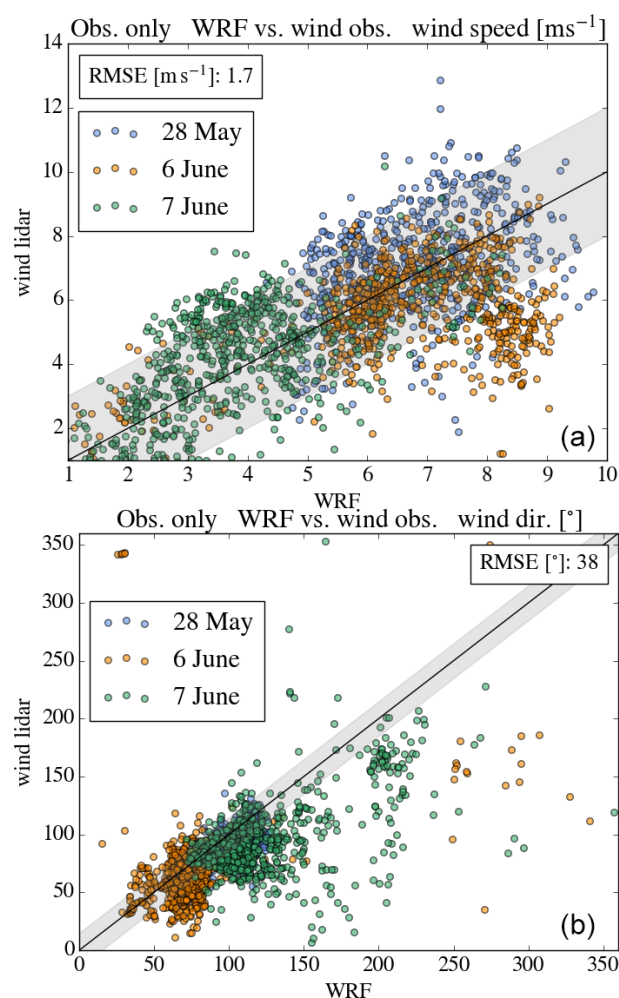 Obs. only WRF vs. wind obs. wind speed [ms⁻¹]
14
RMSE [m s⁻¹]: 1.7
12
28 May
6 June
7 June
10
8
6
4
2
wind lidar
(a)
1 2 3 4 5 6 7 8 9 10
WRF
Obs. only WRF vs. wind obs. wind dir. [°]
RMSE [°]: 38
350
300
28 May
6 June
7 June
250
200
150
100
50
0
wind lidar
(b)
0 50 100 150 200 250 300 350
WRF